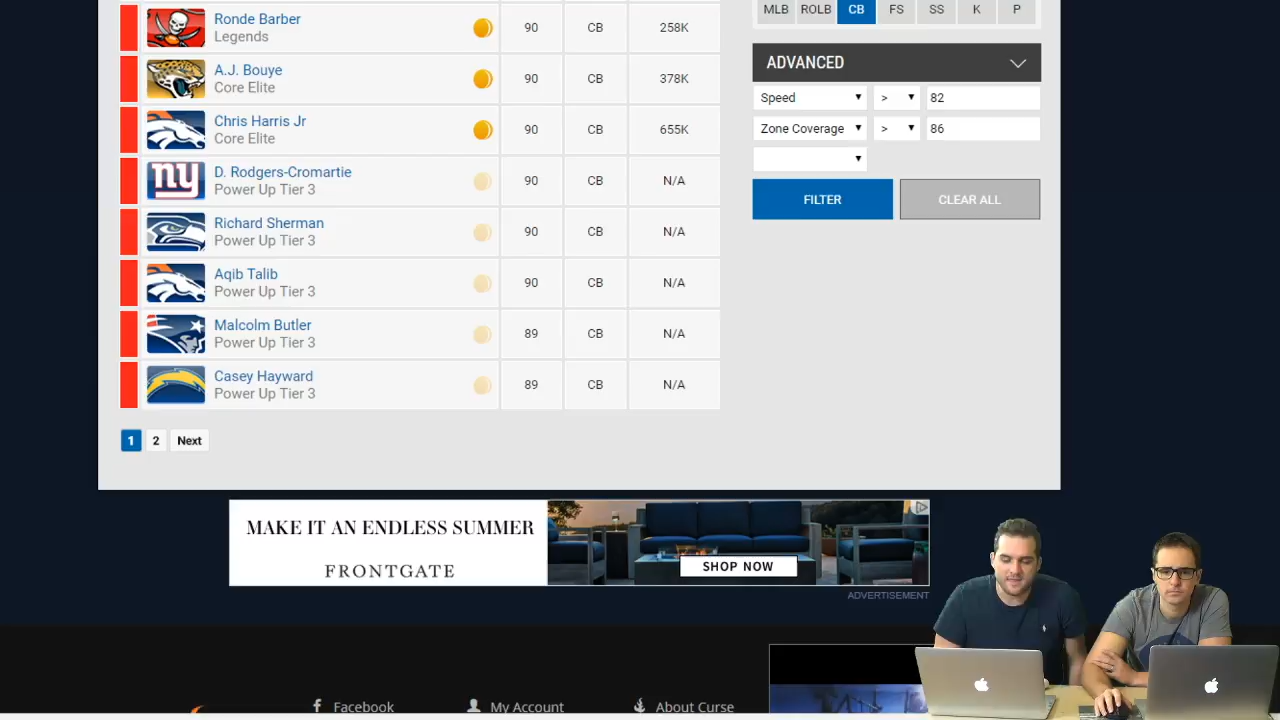 Ronde Barber
Legends
90
CB
258K
A.J. Bouye
Core Elite
90
CB
378K
Chris Harris Jr
Core Elite
90
CB
655K
ny
D. Rodgers-Cromartie
Power Up Tier 3
90
CB
N/A
Richard Sherman
Power Up Tier 3
90
CB
N/A
Aqib Talib
Power Up Tier 3
90
CB
N/A
Malcolm Butler
Power Up Tier 3
89
CB
N/A
Casey Hayward
Power Up Tier 3
89
CB
N/A
1 2 Next
MLB ROLB CB FS SS K P
ADVANCED
Speed > 82
Zone Coverage > 86
FILTER CLEAR ALL
MAKE IT AN ENDLESS SUMMER
FRONTGATE
SHOP NOW
ADVERTISEMENT
Facebook My Account About Curse